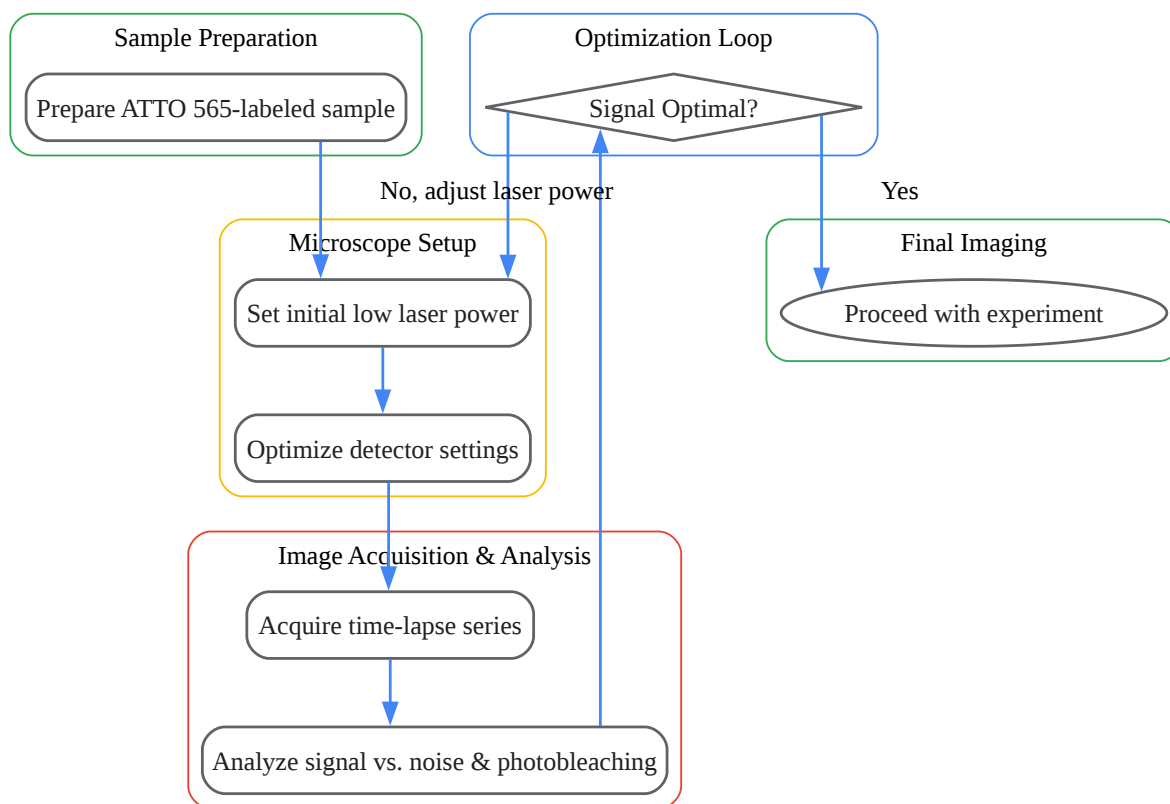 Sample Preparation
Prepare ATTO 565-labeled sample
Optimization Loop
Signal Optimal?
No, adjust laser power
Yes
Microscope Setup
Set initial low laser power
Optimize detector settings
Final Imaging
Proceed with experiment
Image Acquisition & Analysis
Acquire time-lapse series
Analyze signal vs. noise & photobleaching